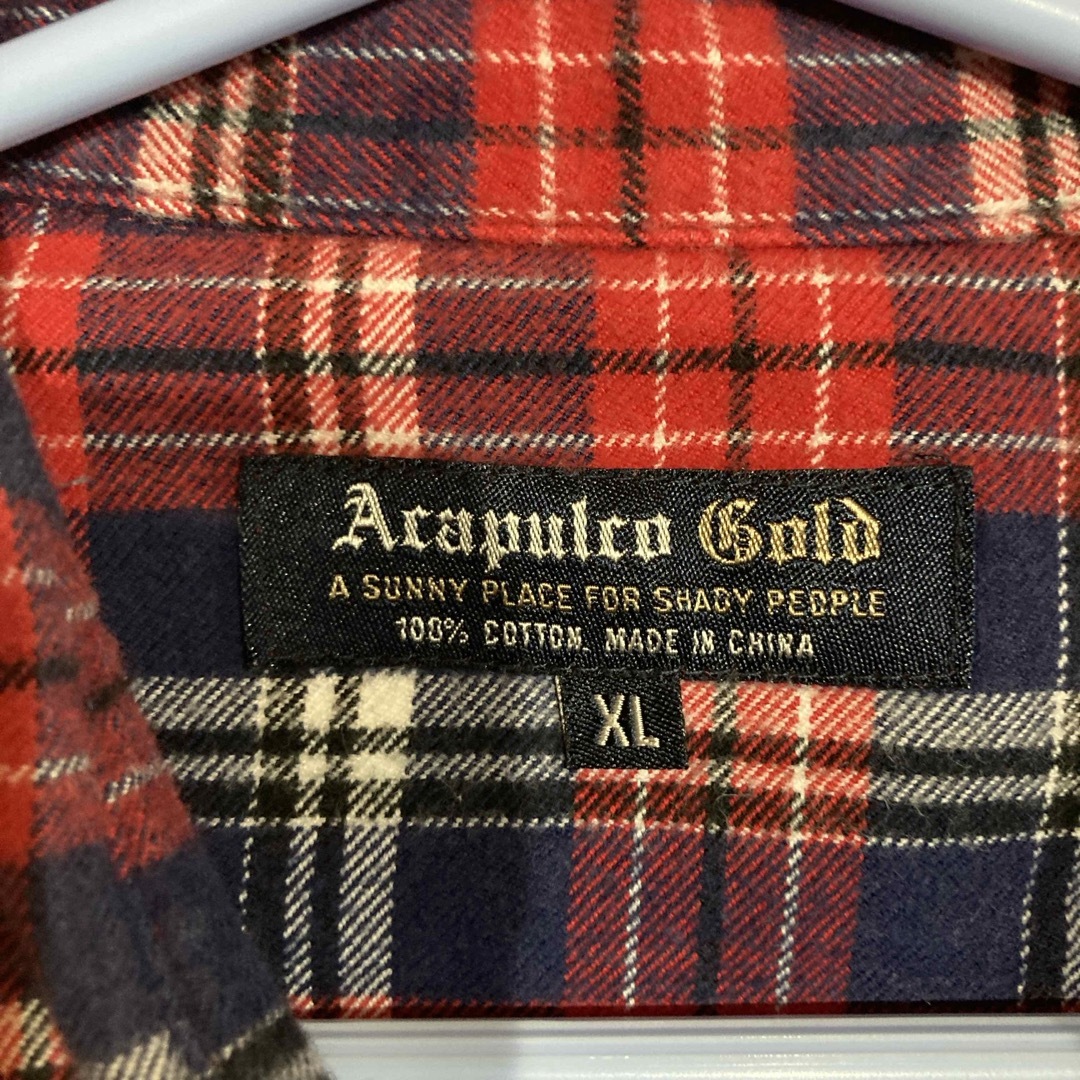 Acapulco Gold
A SUNNY PLACE FOR SHADY PEOPLE
100% COTTON. MADE IN CHINA
XL